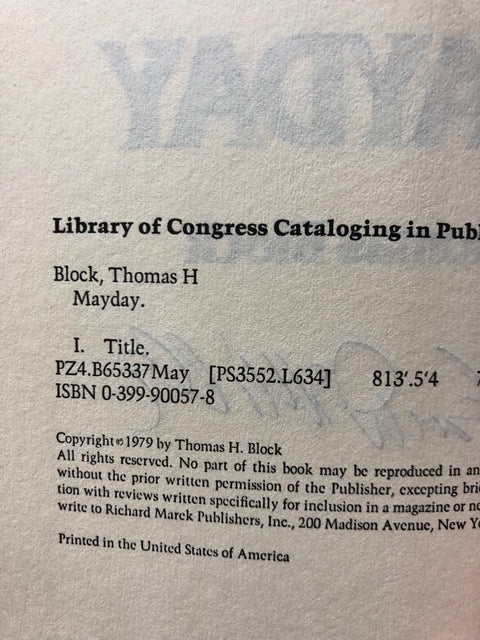 Library of Congress Cataloging in Publ
Block, Thomas H
Mayday.
I. Title.
PZ4.B65337May [PS3552.L634] 813'.5'4
ISBN 0-399-90057-8
Copyright © 1979 by Thomas H. Block
All rights reserved. No part of this book may be reproduced in an
without the prior written permission of the Publisher, excepting brie
tion with reviews written specifically for inclusion in a magazine or ne
write to Richard Marek Publishers, Inc., 200 Madison Avenue, New Yo
Printed in the United States of America